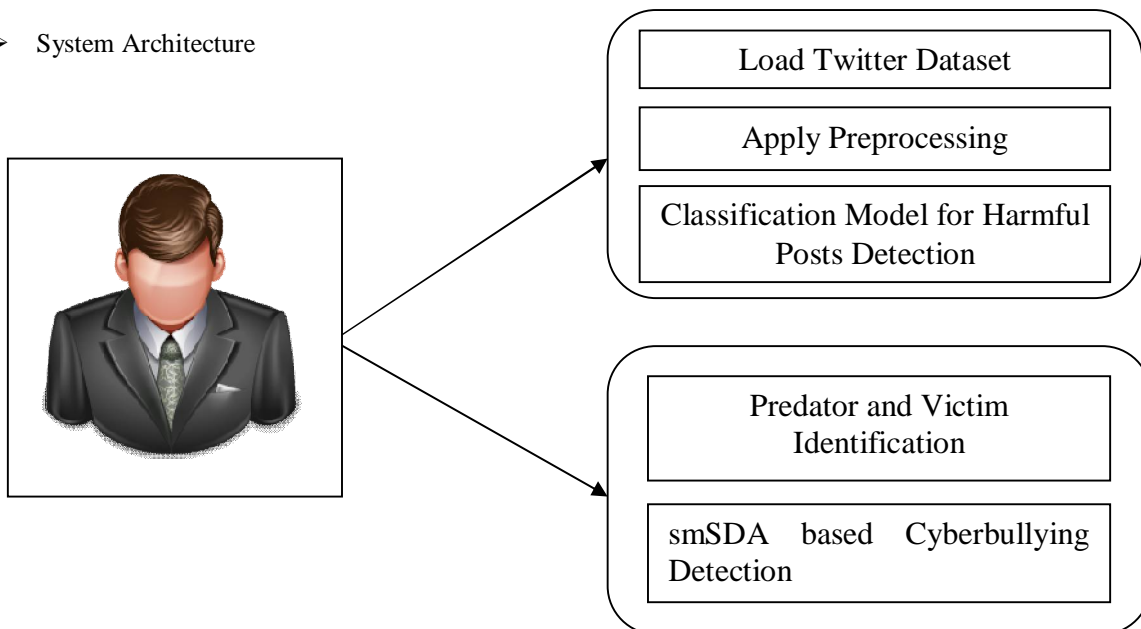 System Architecture
Load Twitter Dataset
Apply Preprocessing
Classification Model for Harmful
Posts Detection
Predator and Victim
Identification
smSDA based Cyberbullying
Detection